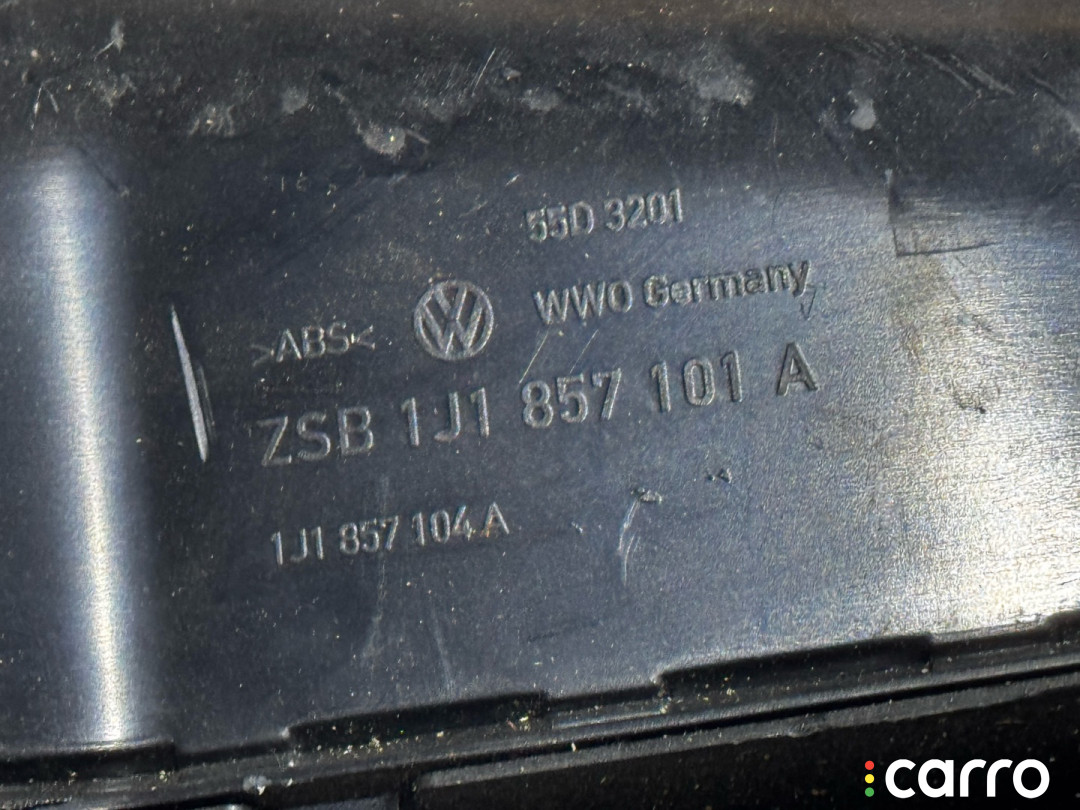 55D 3201
WWO Germany
>ABS<
ZSB 1J1 857 101 A
1J1 857 104 A
carro